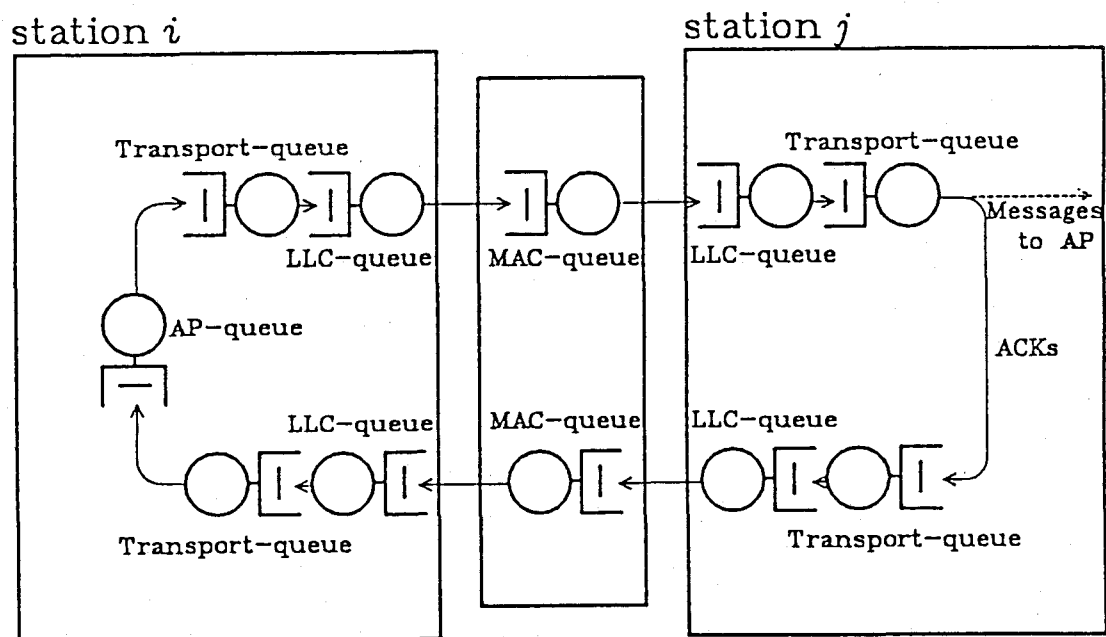 station i
station j
Transport-queue
Transport-queue
LLC-queue
MAC-queue
LLC-queue
Messages
to AP
AP-queue
ACKs
LLC-queue
MAC-queue
LLC-queue
Transport-queue
Transport-queue